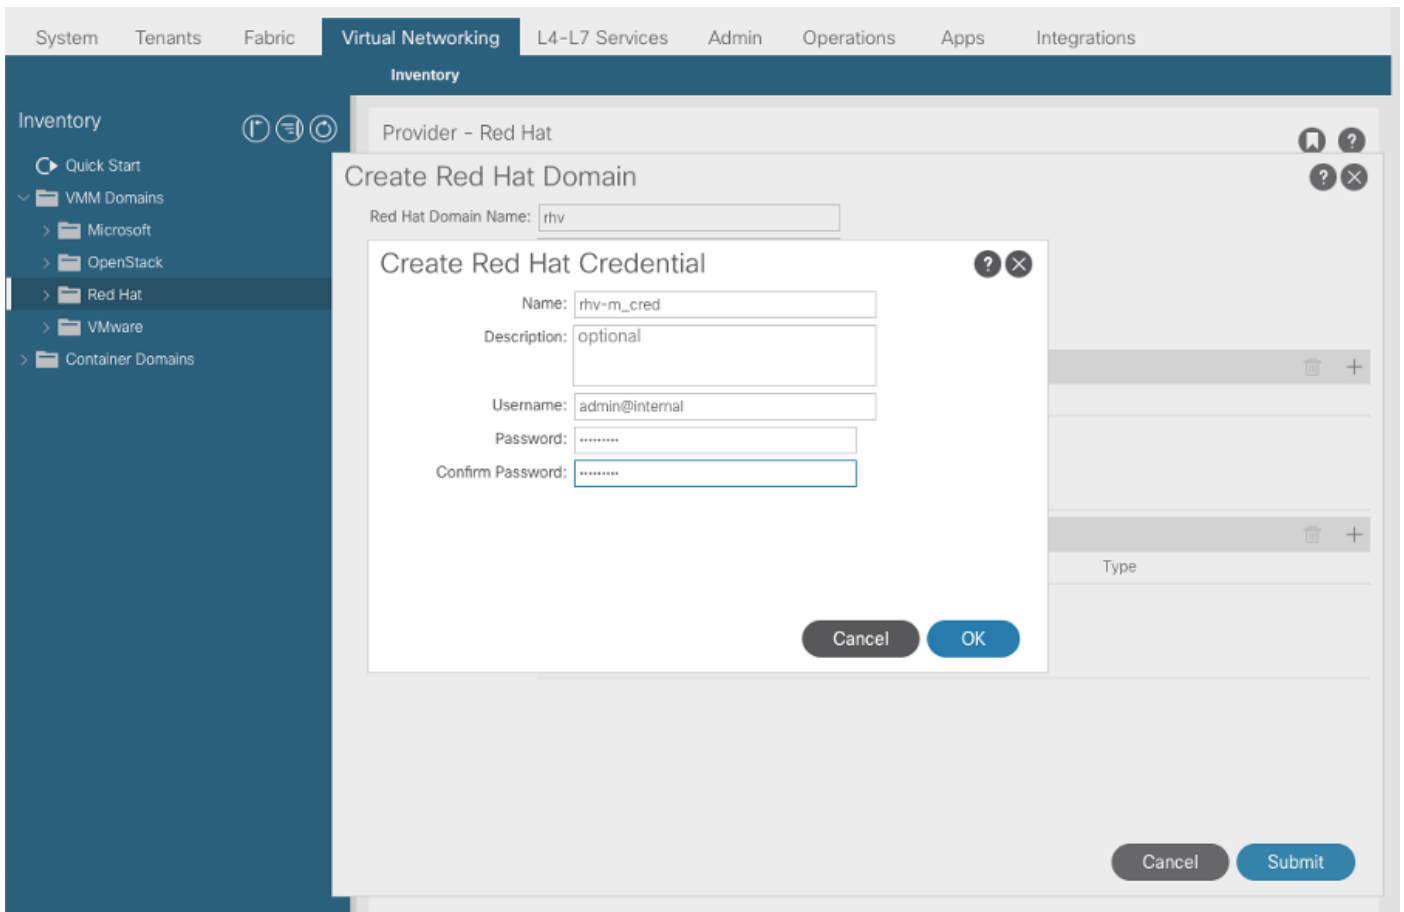 System Tenants Fabric Virtual Networking L4-L7 Services Admin Operations Apps Integrations
Inventory
Inventory
Quick Start
VMM Domains
Microsoft
OpenStack
Red Hat
VMware
Container Domains
Provider - Red Hat
Create Red Hat Domain
Red Hat Domain Name: rhv
Create Red Hat Credential
Name: rhv-m_cred
Description: optional
Username: admin@internal
Password: ·········
Confirm Password: ·········
Cancel OK
Type
Cancel Submit